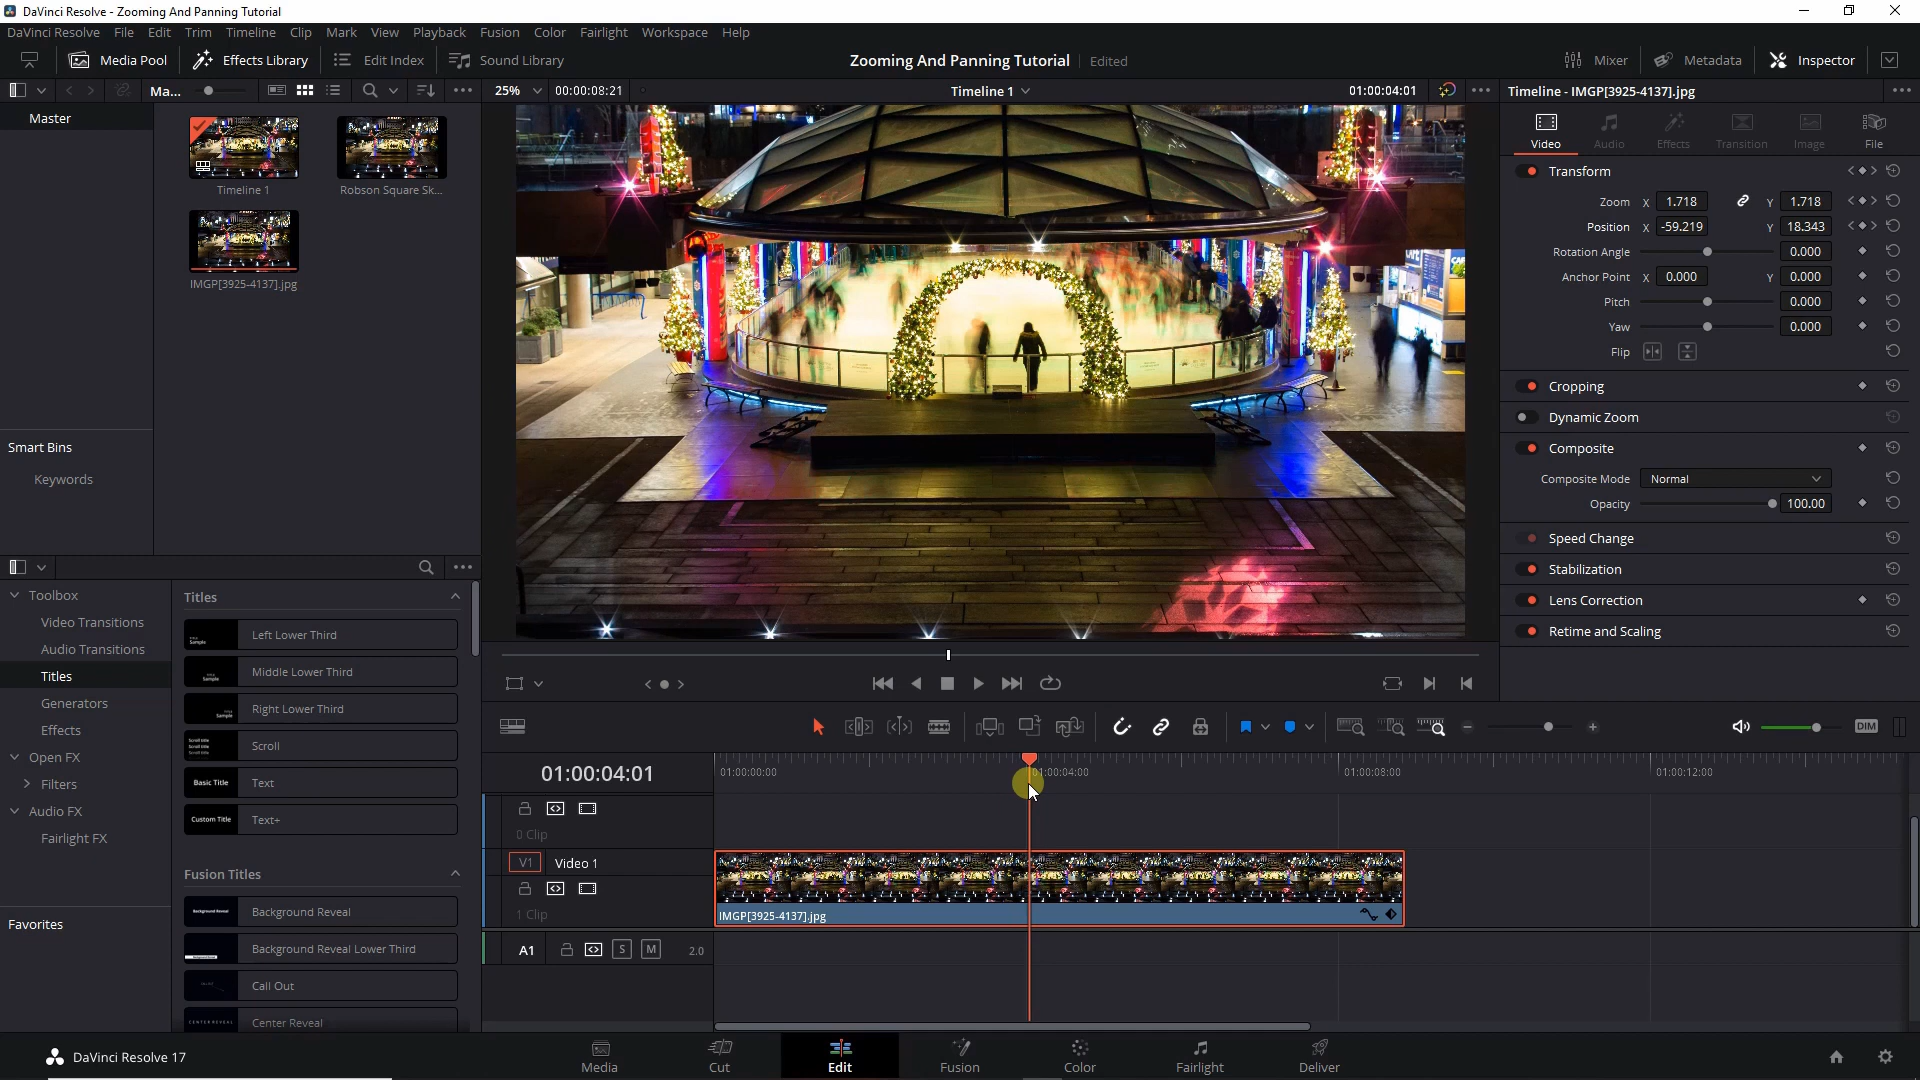 DaVinci Resolve - Zooming And Panning Tutorial
DaVinci Resolve File Edit Trim Timeline Clip Mark View Playback Fusion Color Fairlight Workspace Help
Media Pool Effects Library Edit Index Sound Library Zooming And Panning Tutorial Edited Mixer Metadata Inspector
Ma... 25% 00:00:08:21 Timeline 1 01:00:04:01 Timeline - IMGP[3925-4137].jpg
Master
Timeline 1 Robson Square Sk...
IMGP[3925-4137].jpg
Smart Bins
Keywords
Video Audio Effects Transition Image File
Transform
Zoom X 1.718 Y 1.718
Position X -59.219 Y 18.343
Rotation Angle 0.000
Anchor Point X 0.000 Y 0.000
Pitch 0.000
Yaw 0.000
Flip
Cropping
Dynamic Zoom
Composite
Composite Mode Normal
Opacity 100.00
Speed Change
Stabilization
Lens Correction
Retime and Scaling
Toolbox
Video Transitions
Audio Transitions
Titles
Generators
Effects
Open FX
Filters
Audio FX
Fairlight FX
Favorites
Titles
Left Lower Third
Middle Lower Third
Right Lower Third
Scroll
Basic Title Text
Custom Title Text+
Fusion Titles
Background Reveal Background Reveal
Background Reveal Lower Third
Call Out
CENTER REVEAL Center Reveal
DIM
01:00:04:01 01:00:00:00 01:00:04:00 01:00:08:00 01:00:12:00
0 Clip
V1 Video 1
1 Clip
IMGP[3925-4137].jpg
A1 S M 2.0
DaVinci Resolve 17 Media Cut Edit Fusion Color Fairlight Deliver